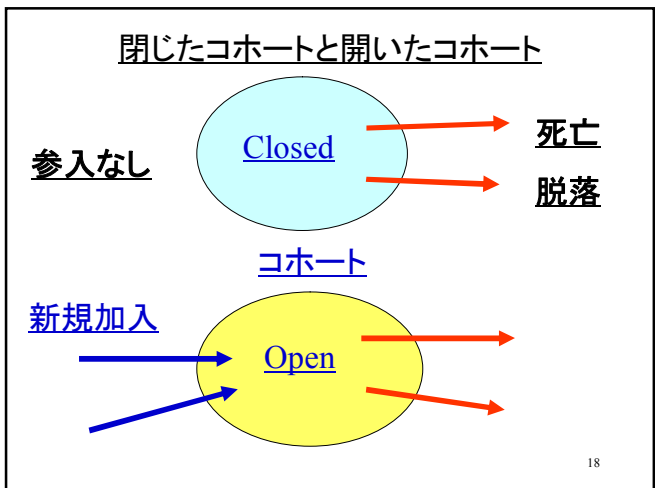 閉じたコホートと開いたコホート
Closed
参入なし
死亡
脱落
コホート
新規加入
Open
18